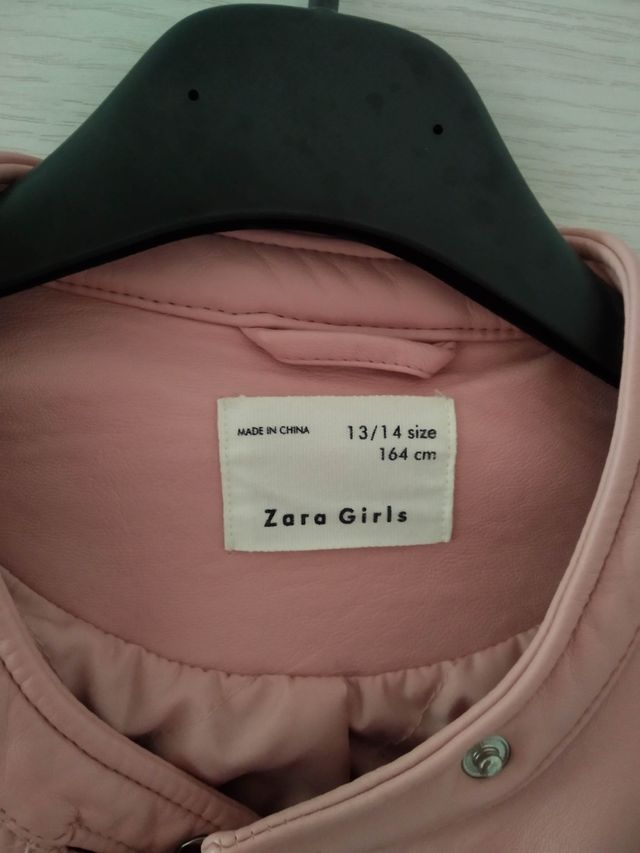 MADE IN CHINA 13/14 size
164 cm
Zara Girls